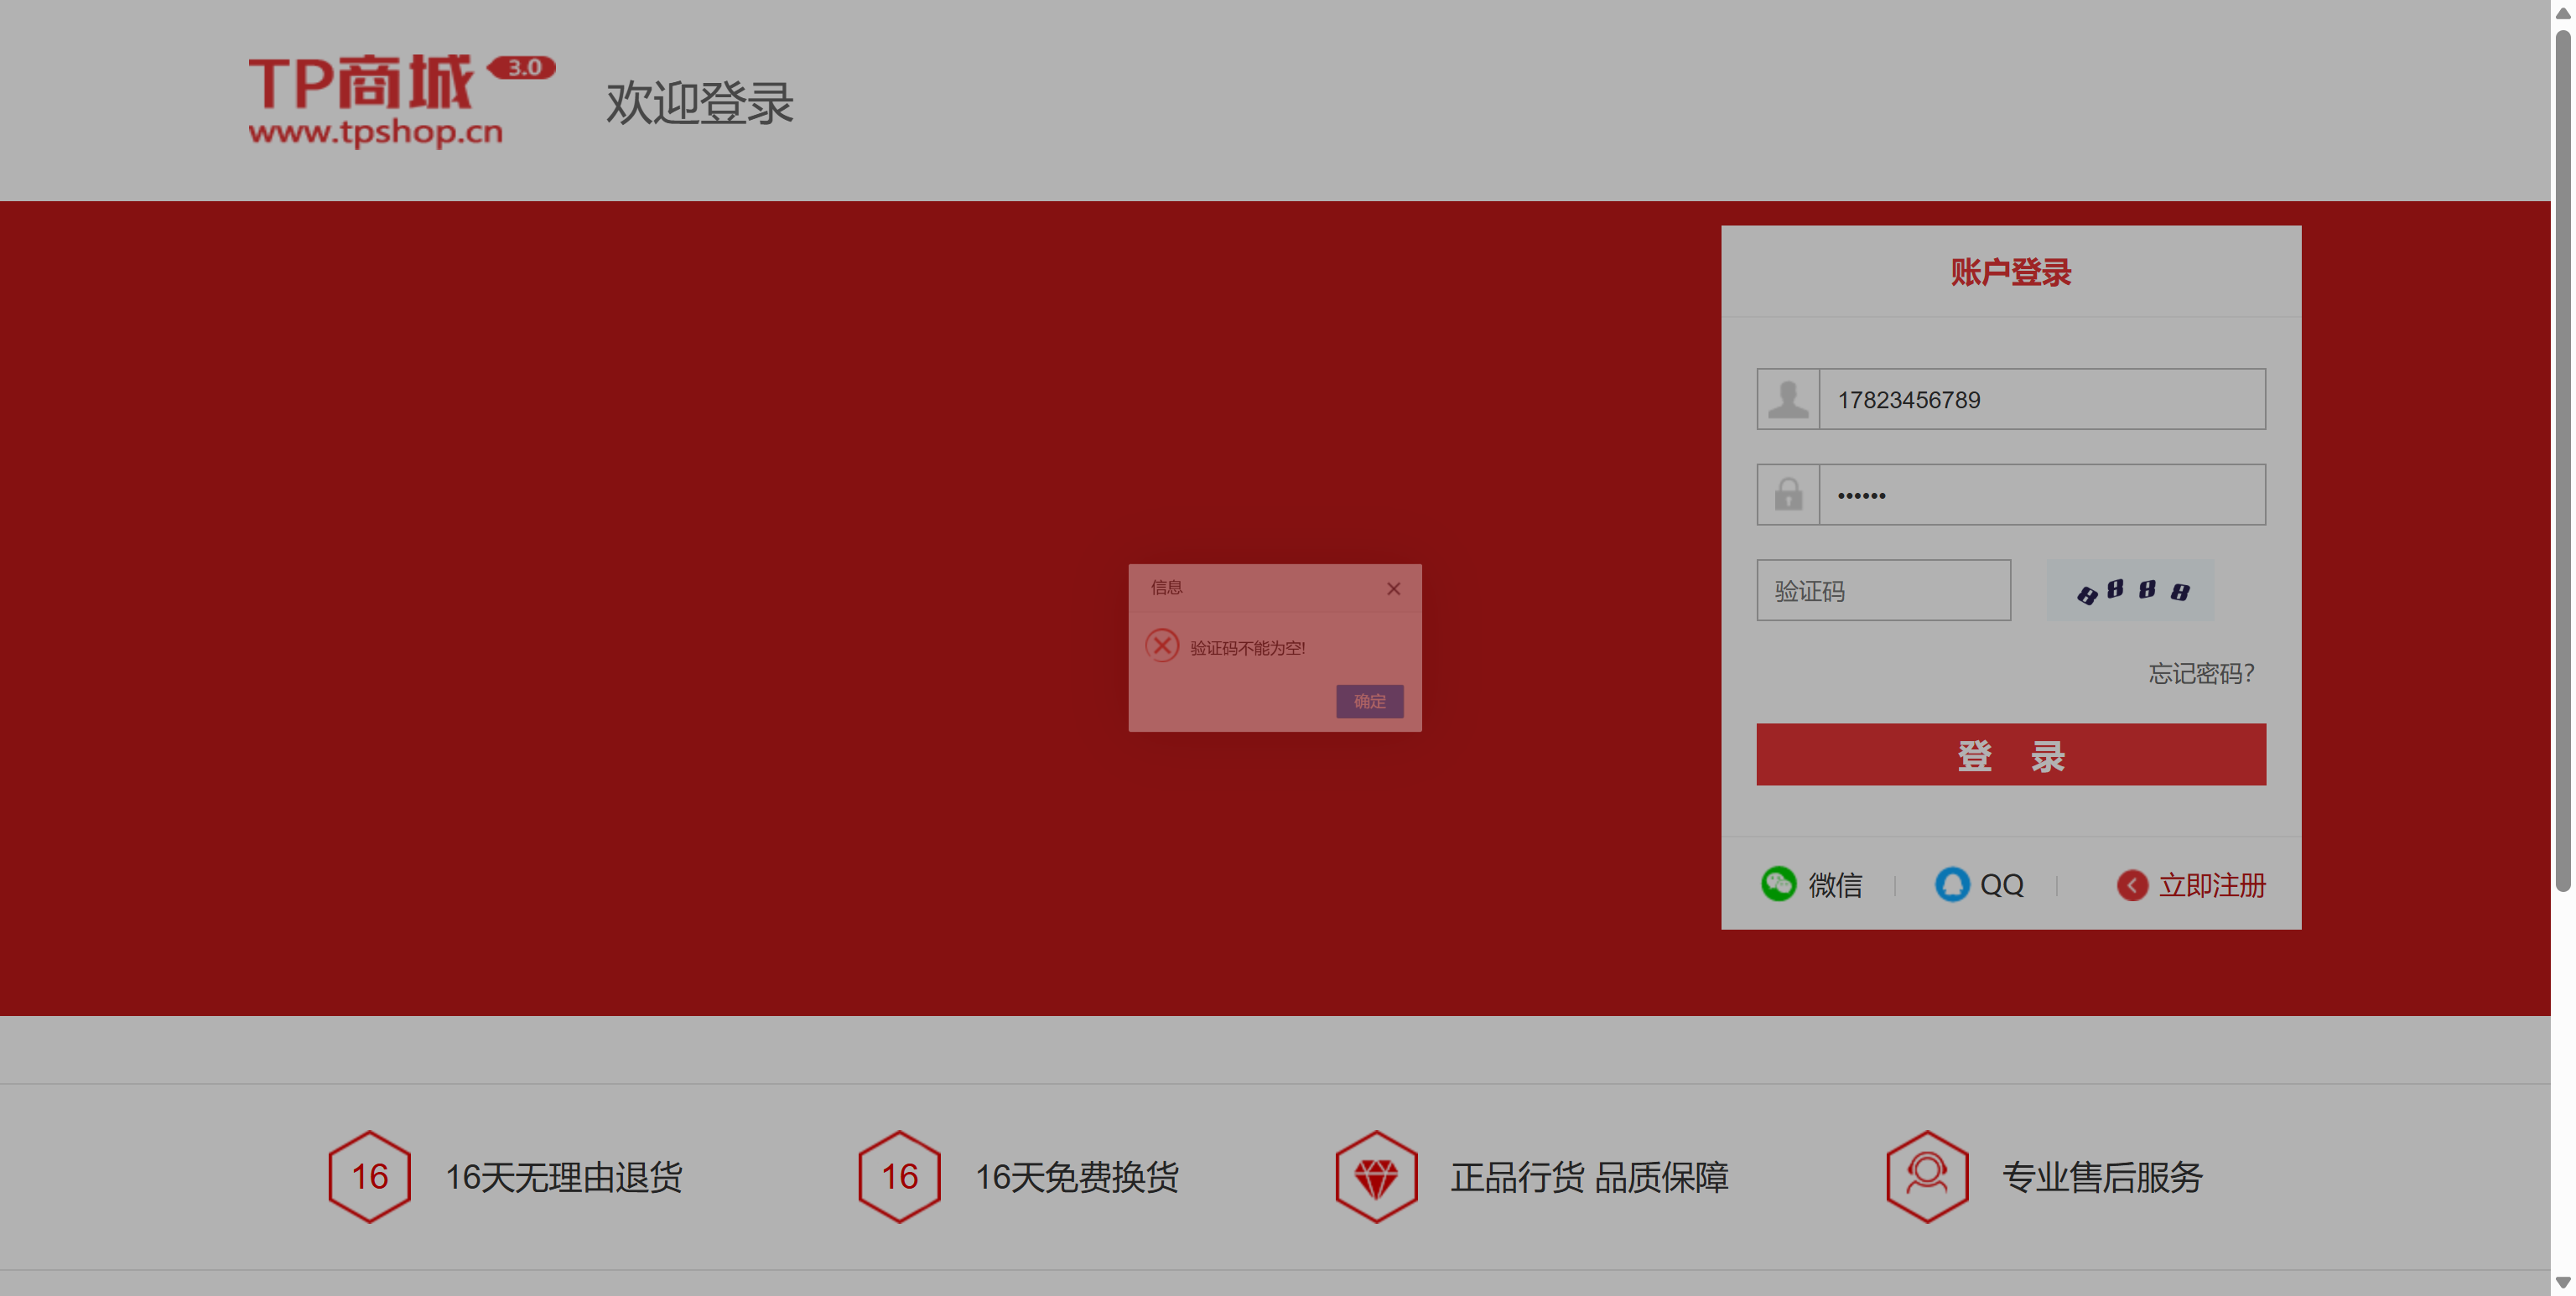 TP商城 3.0
www.tpshop.cn
欢迎登录
账户登录
17823456789
••••••
验证码
8888
忘记密码?
登 录
微信
QQ
立即注册
信息
验证码不能为空!
确定
16 16天无理由退货
16 16天免费换货
正品行货 品质保障
专业售后服务